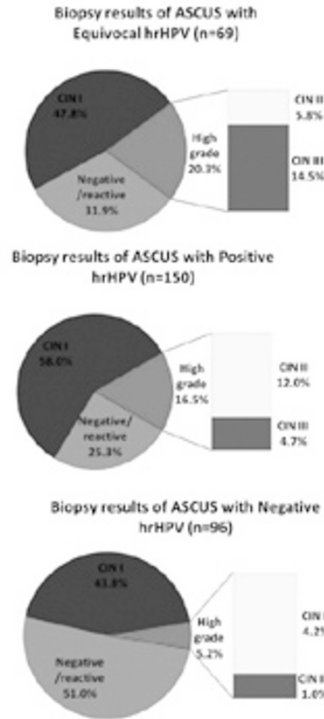 Biopsy results of ASCUS with
Equivocal hrHPV (n=69)
CIN I
47.8%
High
grade
20.3%
Negative
/reactive
31.9%
CIN II
5.8%
CIN III
14.5%
Biopsy results of ASCUS with Positive
hrHPV (n=150)
CIN I
58.0%
High
grade
16.5%
Negative/
reactive
25.3%
CIN II
12.0%
CIN III
4.7%
Biopsy results of ASCUS with Negative
hrHPV (n=96)
CIN I
43.8%
High
grade
5.2%
Negative
/reactive
51.0%
CIN
4.2%
CIN
1.0%